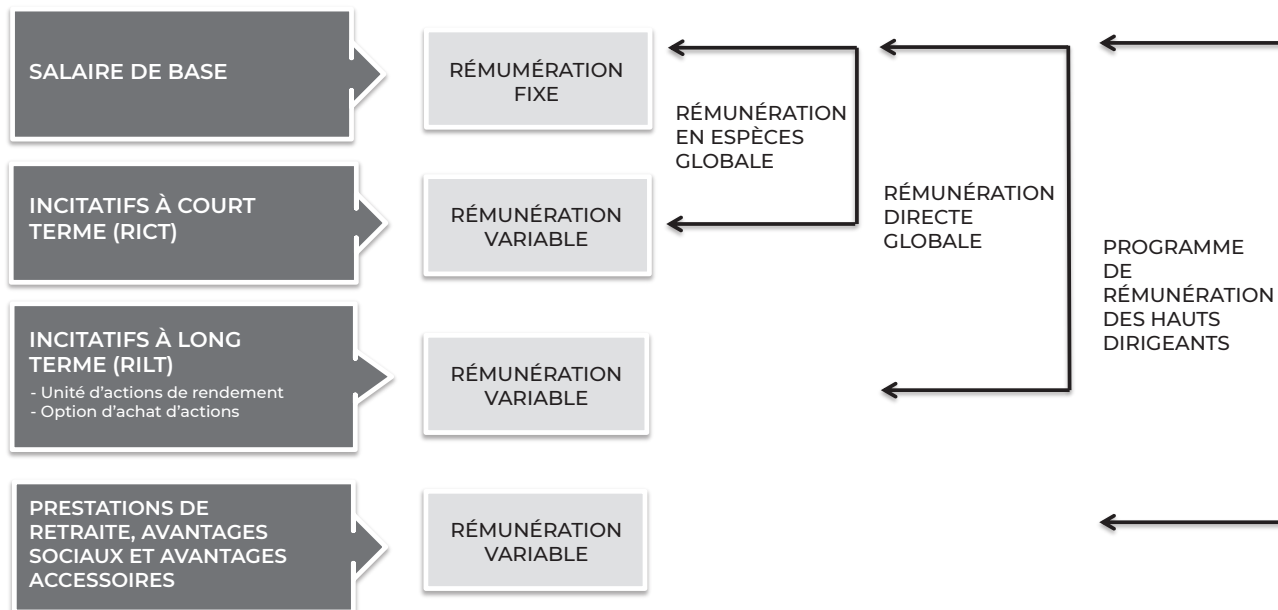 SALAIRE DE BASE
RÉMUMÉRATION
FIXE
RÉMUNÉRATION
EN ESPÈCES
GLOBALE
INCITATIFS À COURT
TERME (RICT)
RÉMUNÉRATION
VARIABLE
RÉMUNÉRATION
DIRECTE
GLOBALE
PROGRAMME
DE
RÉMUNÉRATION
DES HAUTS
DIRIGEANTS
INCITATIFS À LONG
TERME (RILT)
- Unité d’actions de rendement
- Option d’achat d’actions
RÉMUNÉRATION
VARIABLE
PRESTATIONS DE
RETRAITE, AVANTAGES
SOCIAUX ET AVANTAGES
ACCESSOIRES
RÉMUNÉRATION
VARIABLE